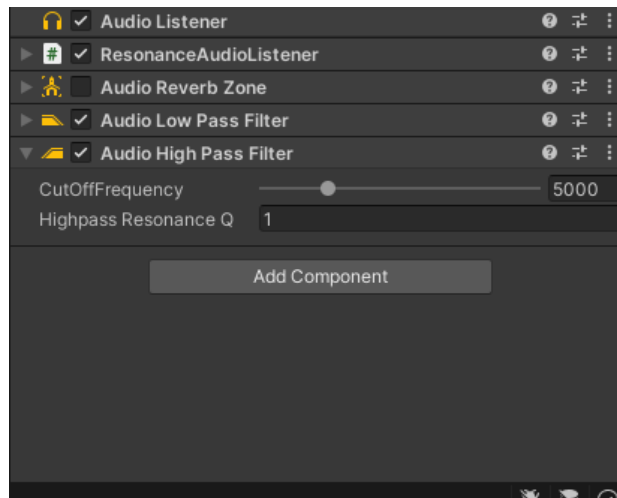 Audio Listener
# ResonanceAudioListener
Audio Reverb Zone
Audio Low Pass Filter
Audio High Pass Filter
CutOffFrequency 5000
Highpass Resonance Q 1
Add Component